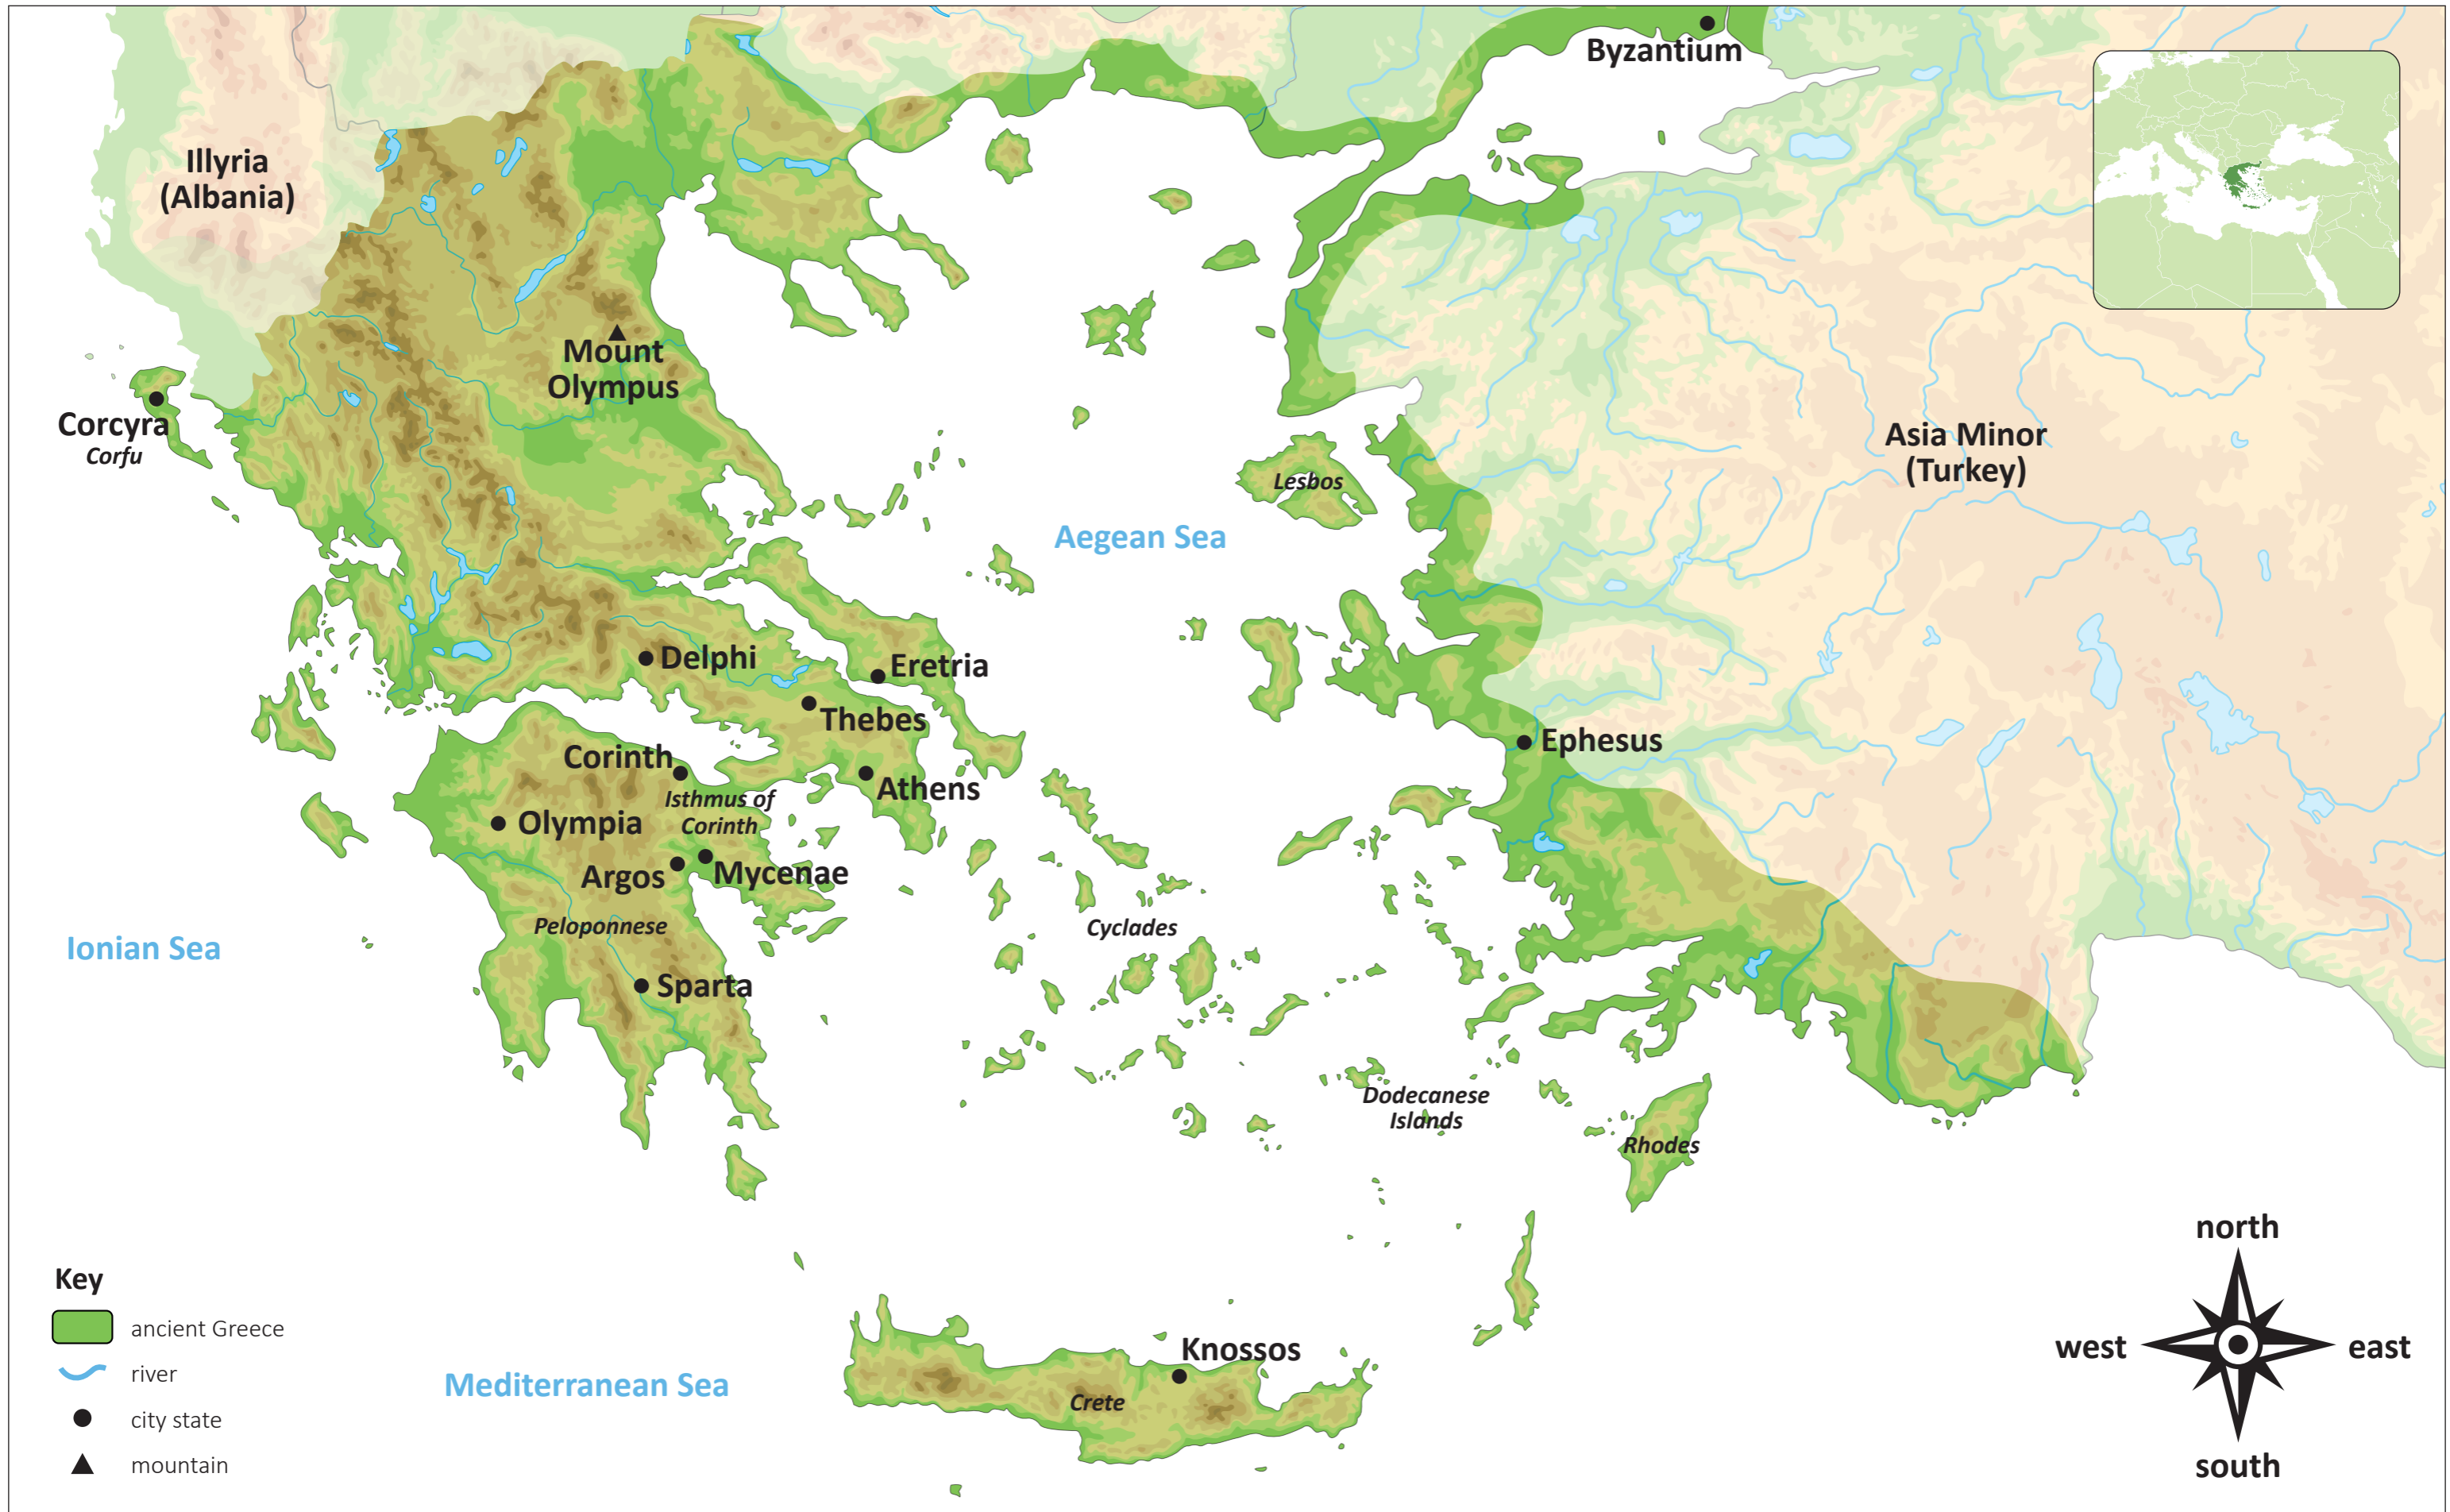 Byzantium
Illyria
(Albania)
Mount
Olympus
Corcyra
Corfu
Asia Minor
(Turkey)
Lesbos
Aegean Sea
Delphi
Eretria
Thebes
Corinth
Ephesus
Athens
Isthmus of
Corinth
Olympia
Argos
Mycenae
Peloponnese
Cyclades
Ionian Sea
Sparta
Dodecanese
Islands
Rhodes
north
west
east
south
Key
ancient Greece
river
city state
mountain
Mediterranean Sea
Knossos
Crete